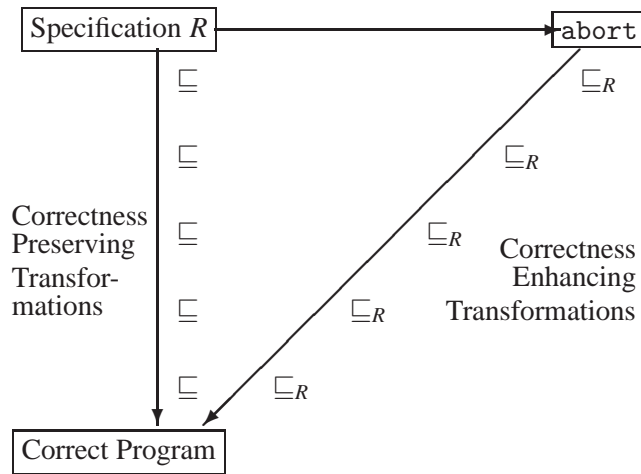 Specification R
abort
⊑
⊑R
⊑
⊑R
Correctness
Preserving
Transfor-
mations
⊑
⊑R
Correctness
Enhancing
Transformations
⊑
⊑R
⊑
⊑R
Correct Program